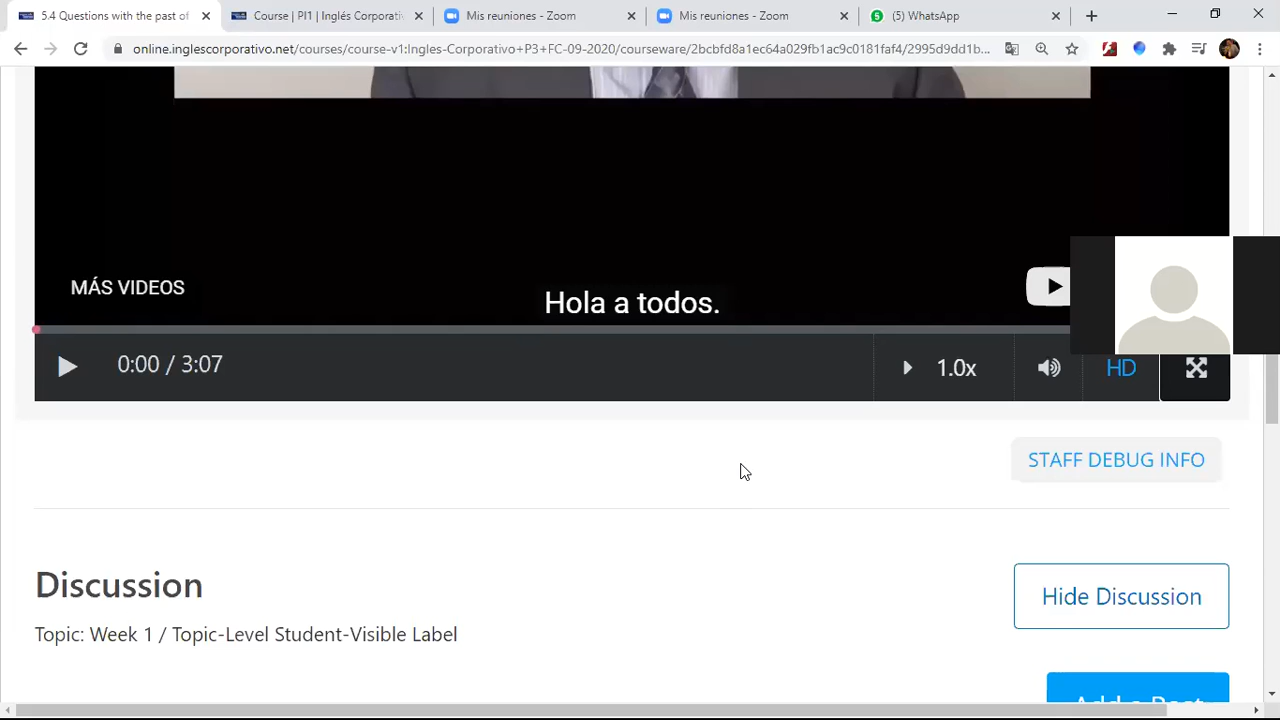 5.4 Questions with the past of
Course | PI1 | Inglés Corporativ
Mis reuniones - Zoom
Mis reuniones - Zoom
(5) WhatsApp
online.inglescorporativo.net/courses/course-v1:Ingles-Corporativo+P3+FC-09-2020/courseware/2bcbfd8a1ec64a029fb1ac9c0181faf4/2995d9dd1b...
MÁS VIDEOS
Hola a todos.
0:00 / 3:07
1.0x
HD
STAFF DEBUG INFO
Discussion
Hide Discussion
Topic: Week 1 / Topic-Level Student-Visible Label
Add a Post